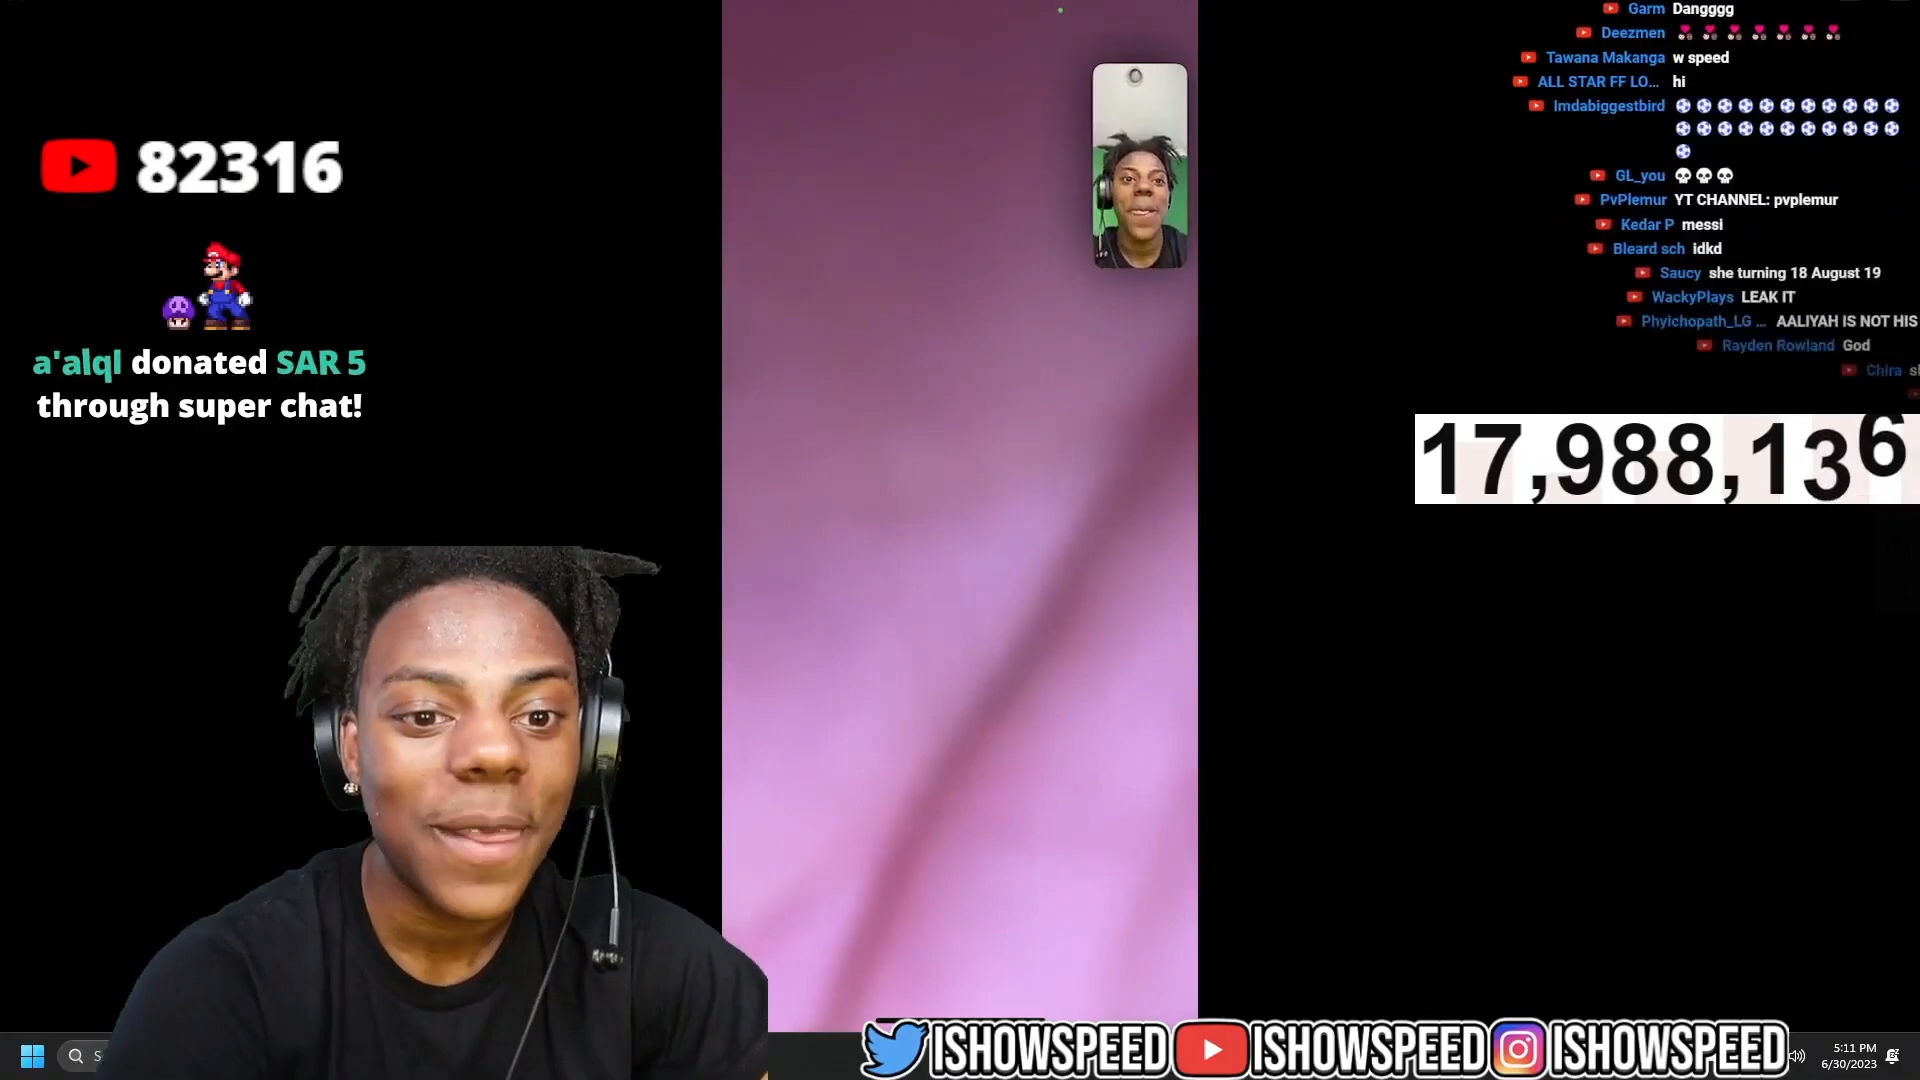 82316
a'alql donated SAR 5
through super chat!
Garm Dangggg
Deezmen
Tawana Makanga w speed
ALL STAR FF LO... hi
Imdabiggestbird
GL_you
PvPlemur YT CHANNEL: pvplemur
Kedar P messi
Bleard sch idkd
Saucy she turning 18 August 19
WackyPlays LEAK IT
Phyichopath_LG ... AALIYAH IS NOT HIS
Rayden Rowland God
Chira
17,988,136
ISHOWSPEED ISHOWSPEED ISHOWSPEED
5:11 PM
6/30/2023